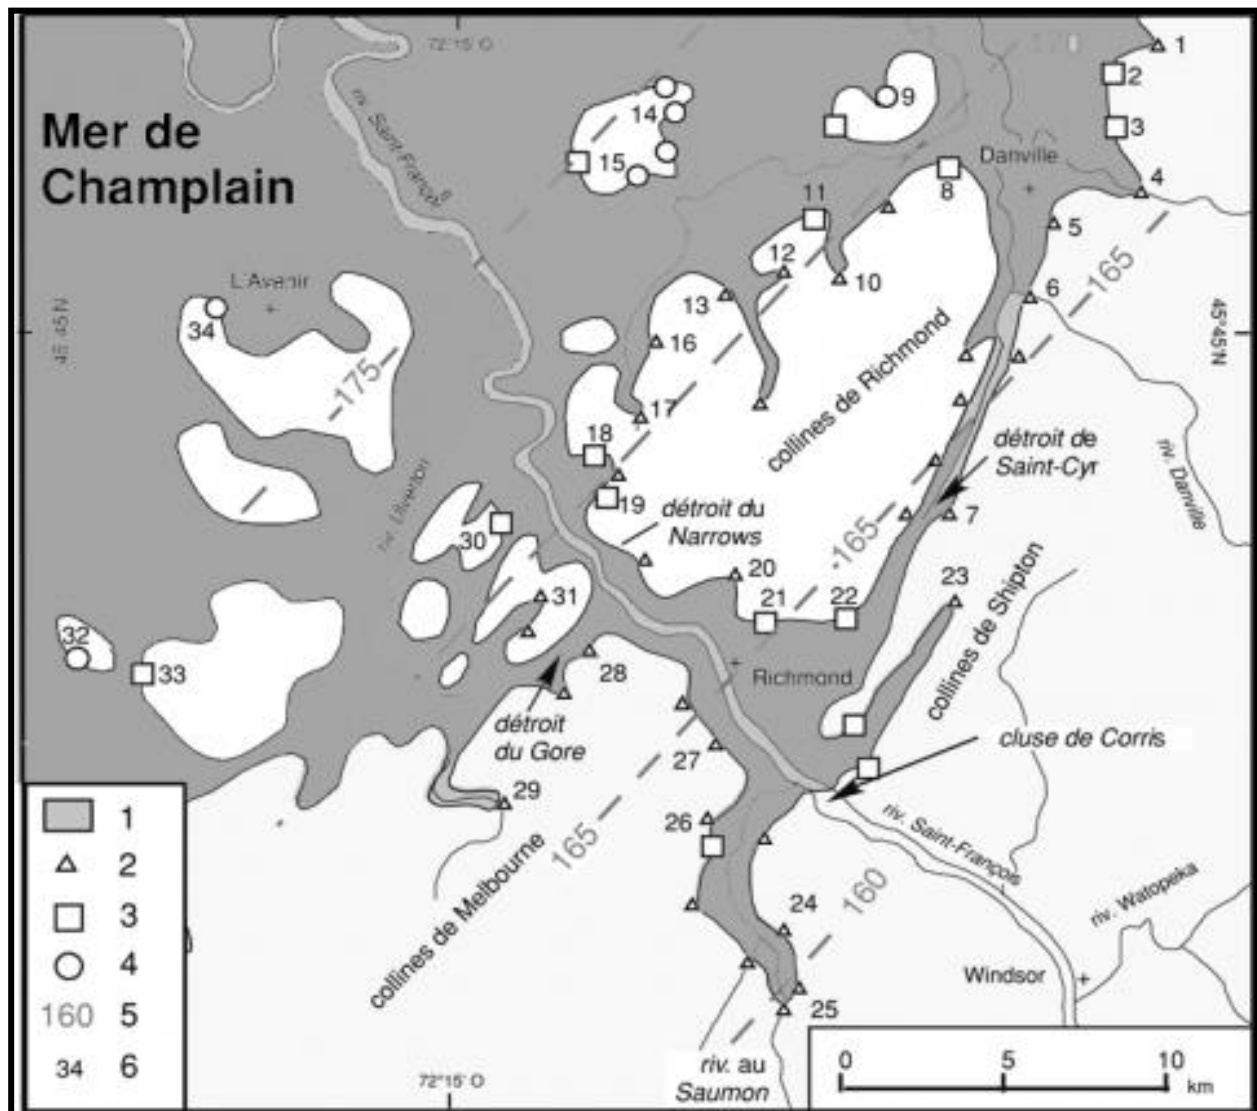 72°15' O
170
1
2
Mer de
Champlain
riv. Saint-François
14
9
3
15
Danville
8
4
11
5
165
12
10
6
L'Avenir
13
34
45°45'N
45°45'N
16
175
17
collines de Richmond
18
détroit de
Saint-Cyr
riv. Danville
19
détroit du
Narrows
165
7
30
20
23
31
21
22
collines de Shipton
32
33
28
Richmond
détroit
du Gore
27
cluse de Corris
29
26
riv. Saint-François
165
160
24
riv. Watopeka
collines de Melbourne
Windsor
25
riv. au
Saumon
72°15' O
1
2
3
4
160 5
34 6
0 5 10
km